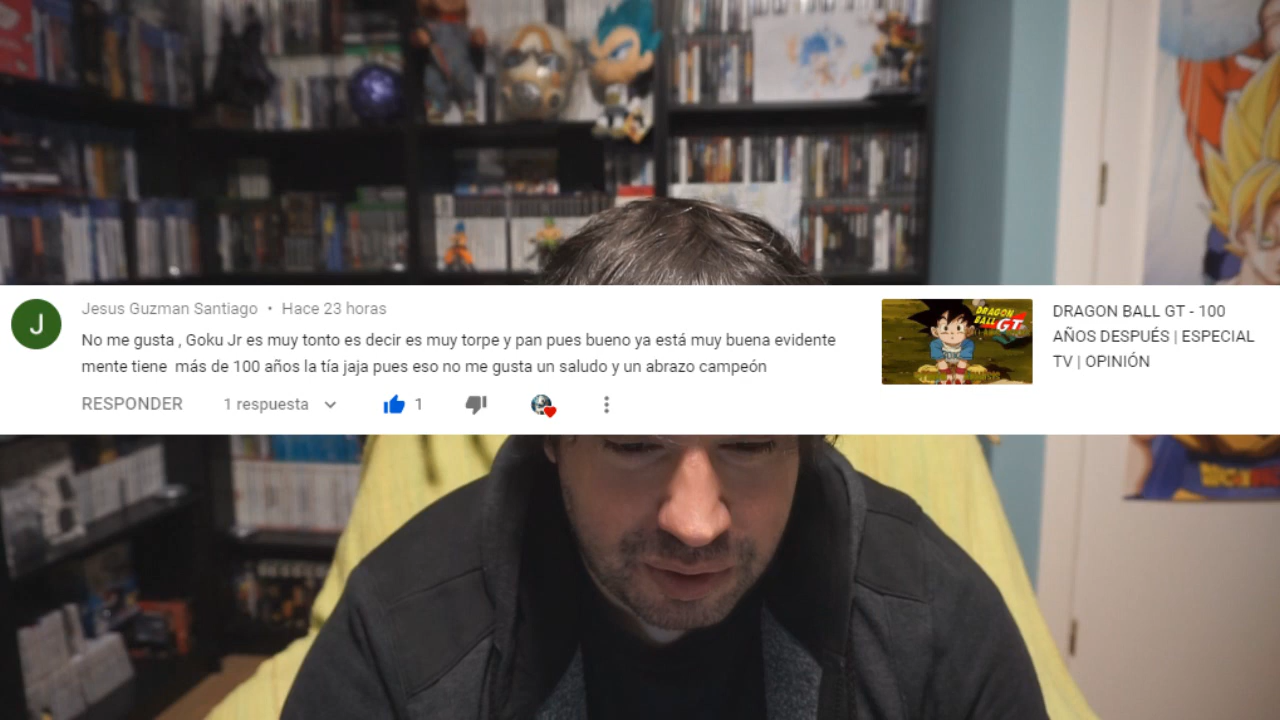 Jesus Guzman Santiago • Hace 23 horas
No me gusta , Goku Jr es muy tonto es decir es muy torpe y pan pues bueno ya está muy buena evidente
mente tiene  más de 100 años la tía jaja pues eso no me gusta un saludo y un abrazo campeón
RESPONDER
1 respuesta
1
J
DRAGON
BALL GT
DRAGON BALL GT - 100
AÑOS DESPUÉS | ESPECIAL
TV | OPINIÓN